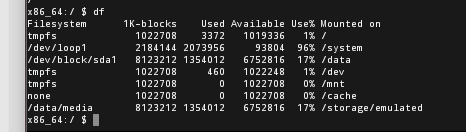 x86_64:/ $ df
Filesystem 1K-blocks Used Available Use% Mounted on
tmpfs 1022708 3372 1019336 1% /
/dev/loop1 2184144 2073956 93804 96% /system
/dev/block/sda1 8123212 1354012 6752816 17% /data
tmpfs 1022708 460 1022248 1% /dev
tmpfs 1022708 0 1022708 0% /mnt
none 1022708 0 1022708 0% /cache
/data/media 8123212 1354012 6752816 17% /storage/emulated
x86_64:/ $